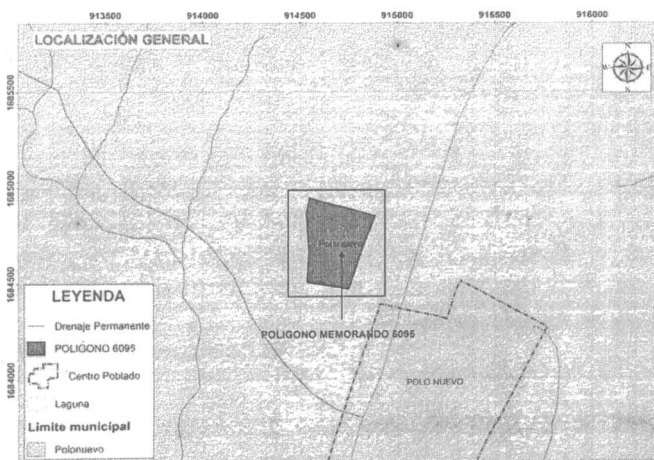 913500 914000 914500 915000 915500 916000
LOCALIZACIÓN GENERAL
N
W E
S
1685500
1685000
1684500
1684000
Polonuevo
POLIGONO MEMORANDO 6095
POLO NUEVO
LEYENDA
Drenaje Permanente
POLIGONO 6095
Centro Poblado
Laguna
Limite municipal
Polonuevo